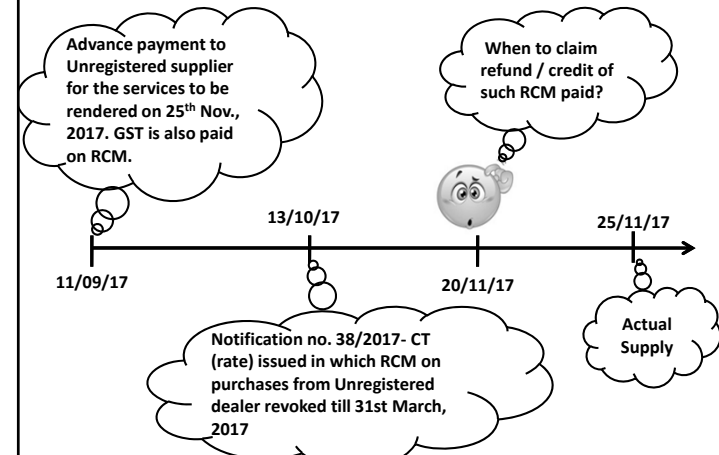 Advance payment to
Unregistered supplier
for the services to be
rendered on 25th Nov.,
2017. GST is also paid
on RCM.
When to claim
refund / credit of
such RCM paid?
13/10/17
25/11/17
11/09/17
20/11/17
Notification no. 38/2017- CT
(rate) issued in which RCM on
purchases from Unregistered
dealer revoked till 31st March,
2017
Actual
Supply